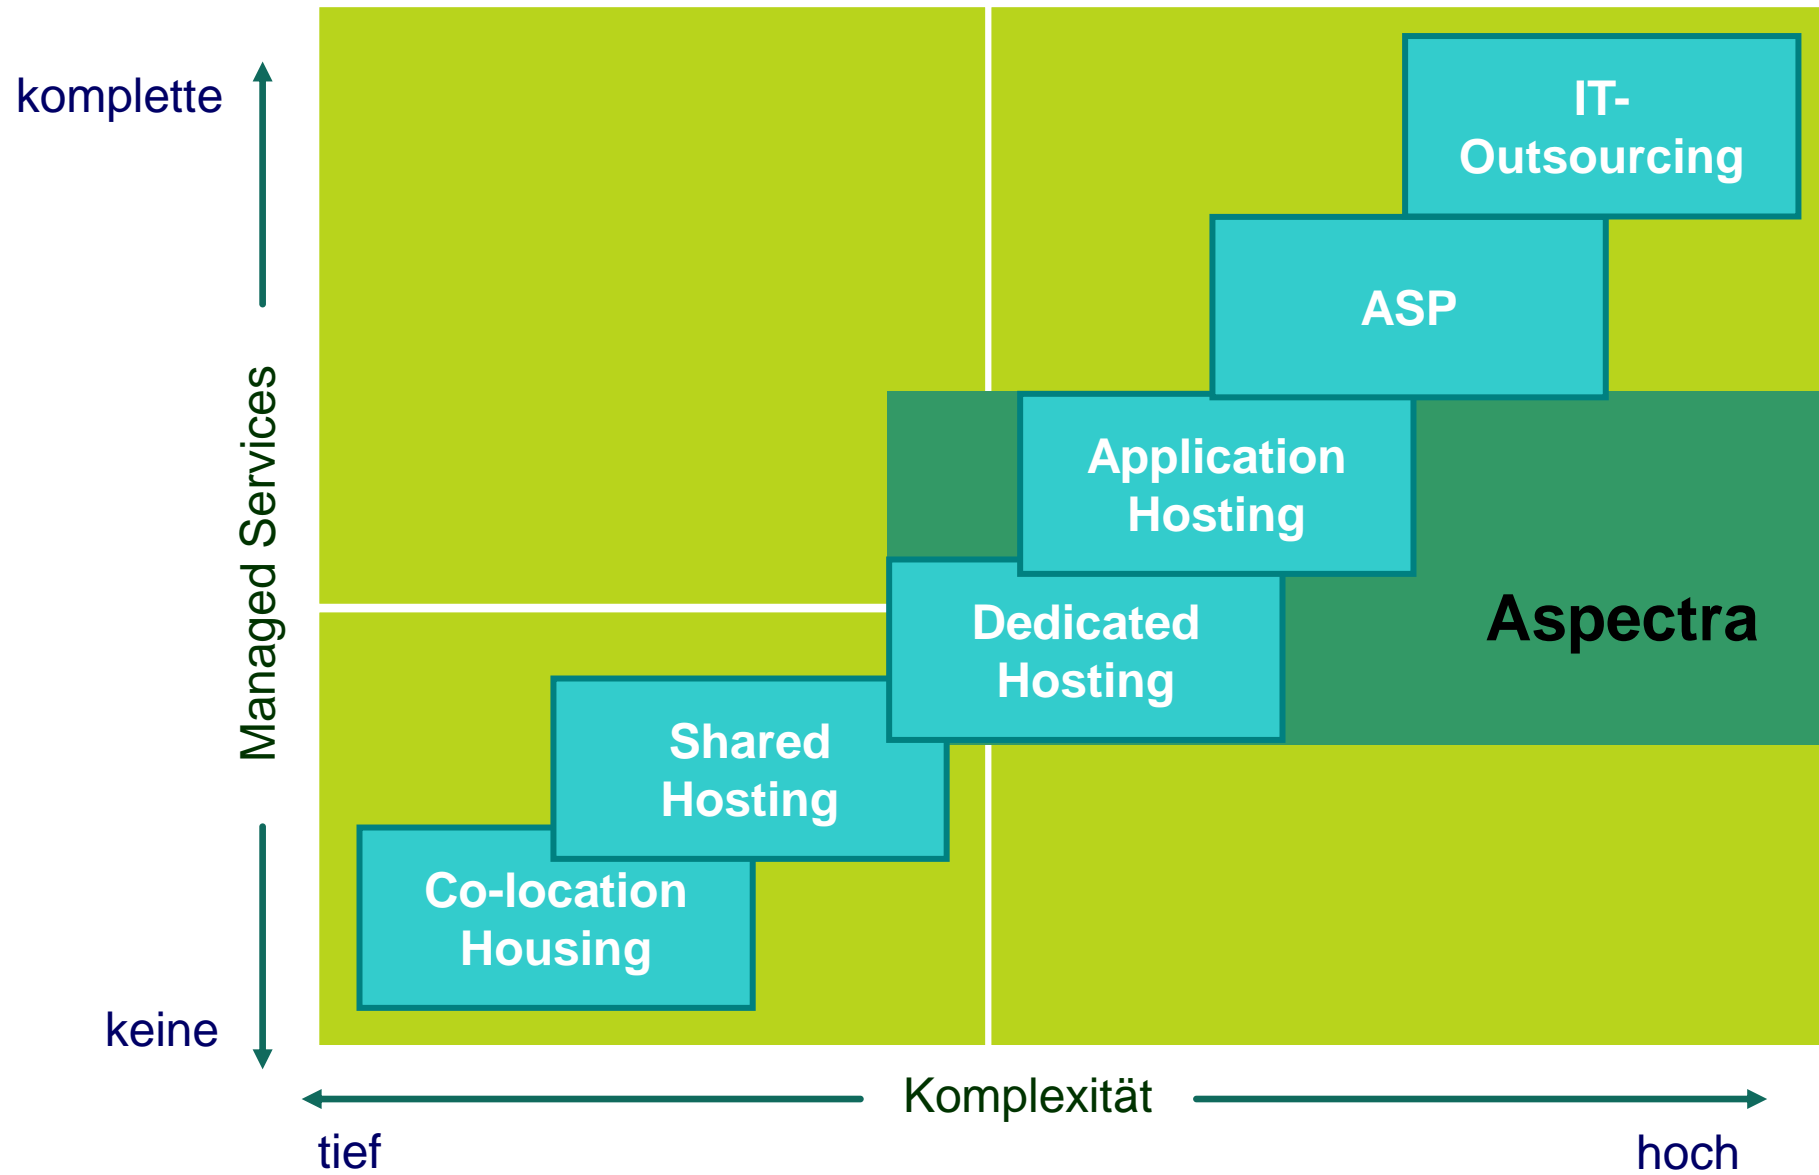 komplette
IT-
Outsourcing
ASP
Managed Services
Application
Hosting
Aspectra
Dedicated
Hosting
Shared
Hosting
Co-location
Housing
keine
Komplexität
tief
hoch